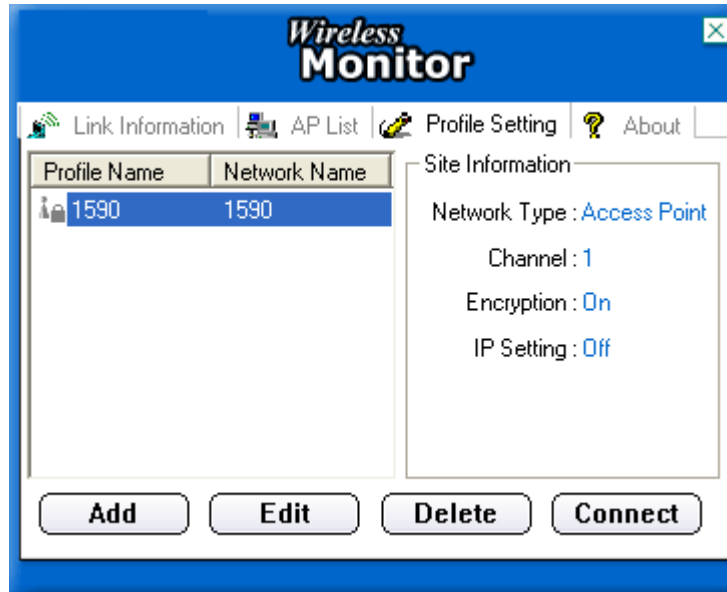 Wireless
Monitor
Link Information AP List Profile Setting About
Profile Name Network Name
1590 1590
Site Information
Network Type : Access Point
Channel : 1
Encryption : On
IP Setting : Off
Add Edit Delete Connect